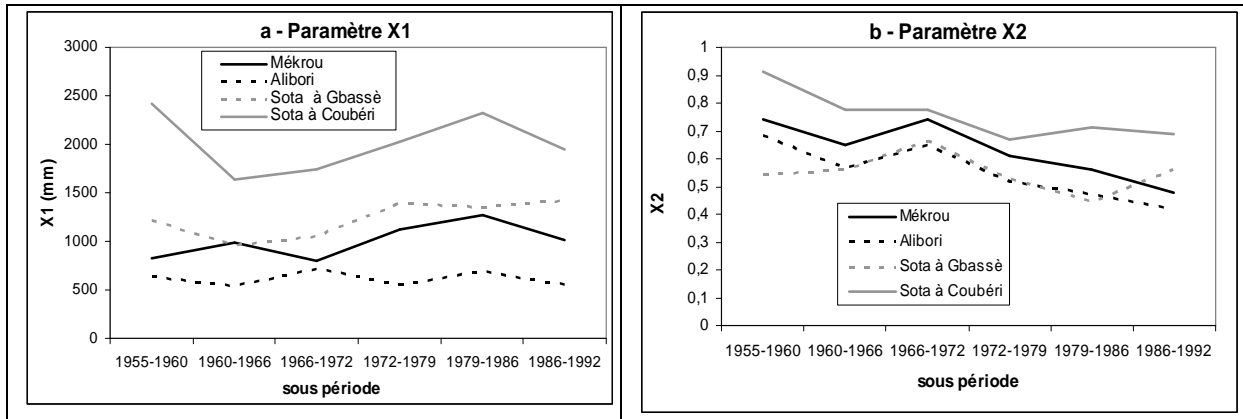 a - Paramètre X1
3000
2500
2000
1500
1000
500
0
X1 (mm)
Mékrou
Alibori
Sota à Gbassè
Sota à Coubéri
1955-1960 1960-1966 1966-1972 1972-1979 1979-1986 1986-1992
sous période
b - Paramètre X2
1
0,9
0,8
0,7
0,6
0,5
0,4
0,3
0,2
0,1
0
X2
Mékrou
Alibori
Sota à Gbassè
Sota à Coubéri
1955-1960 1960-1966 1966-1972 1972-1979 1979-1986 1986-1992
sous période